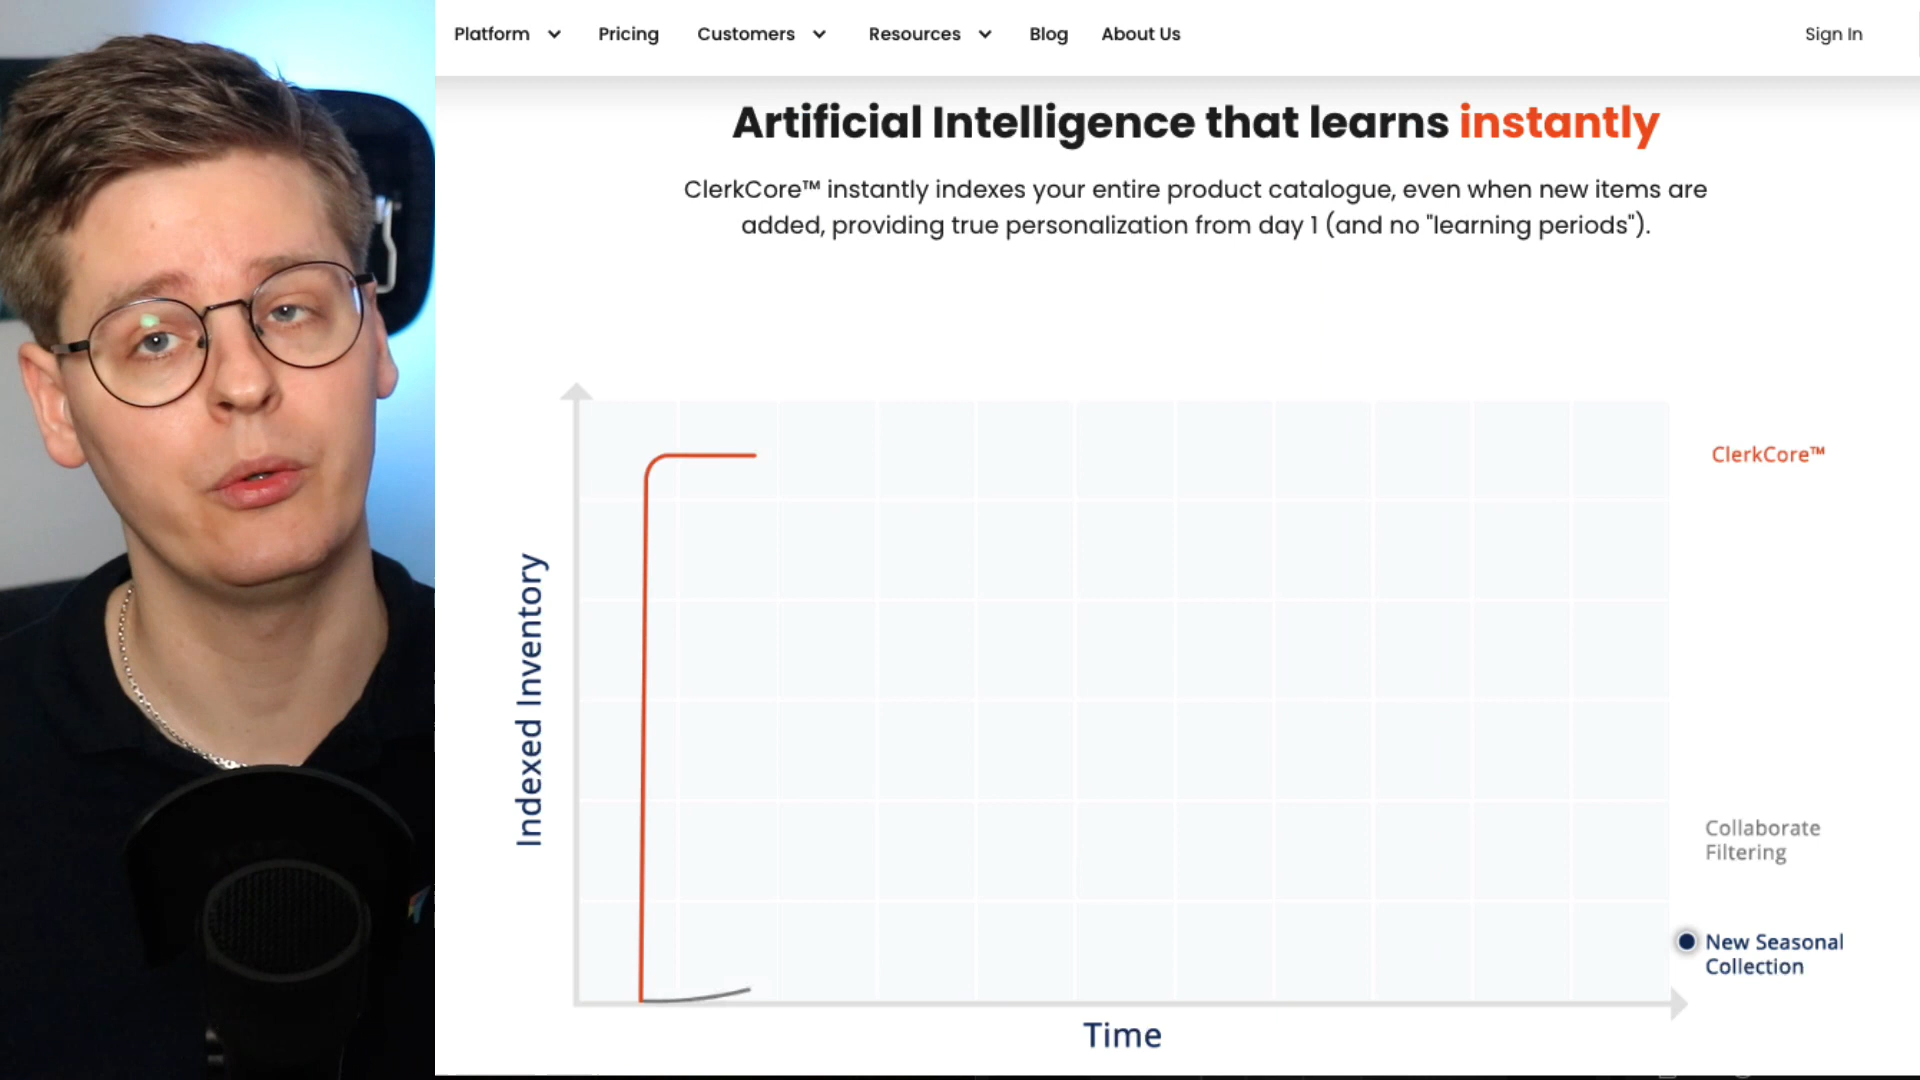 Platform Pricing Customers Resources Blog About Us Sign In
Artificial Intelligence that learns instantly
ClerkCore™ instantly indexes your entire product catalogue, even when new items are
added, providing true personalization from day 1 (and no "learning periods").
ClerkCore™
Indexed Inventory
Collaborate
Filtering
New Seasonal
Collection
Time